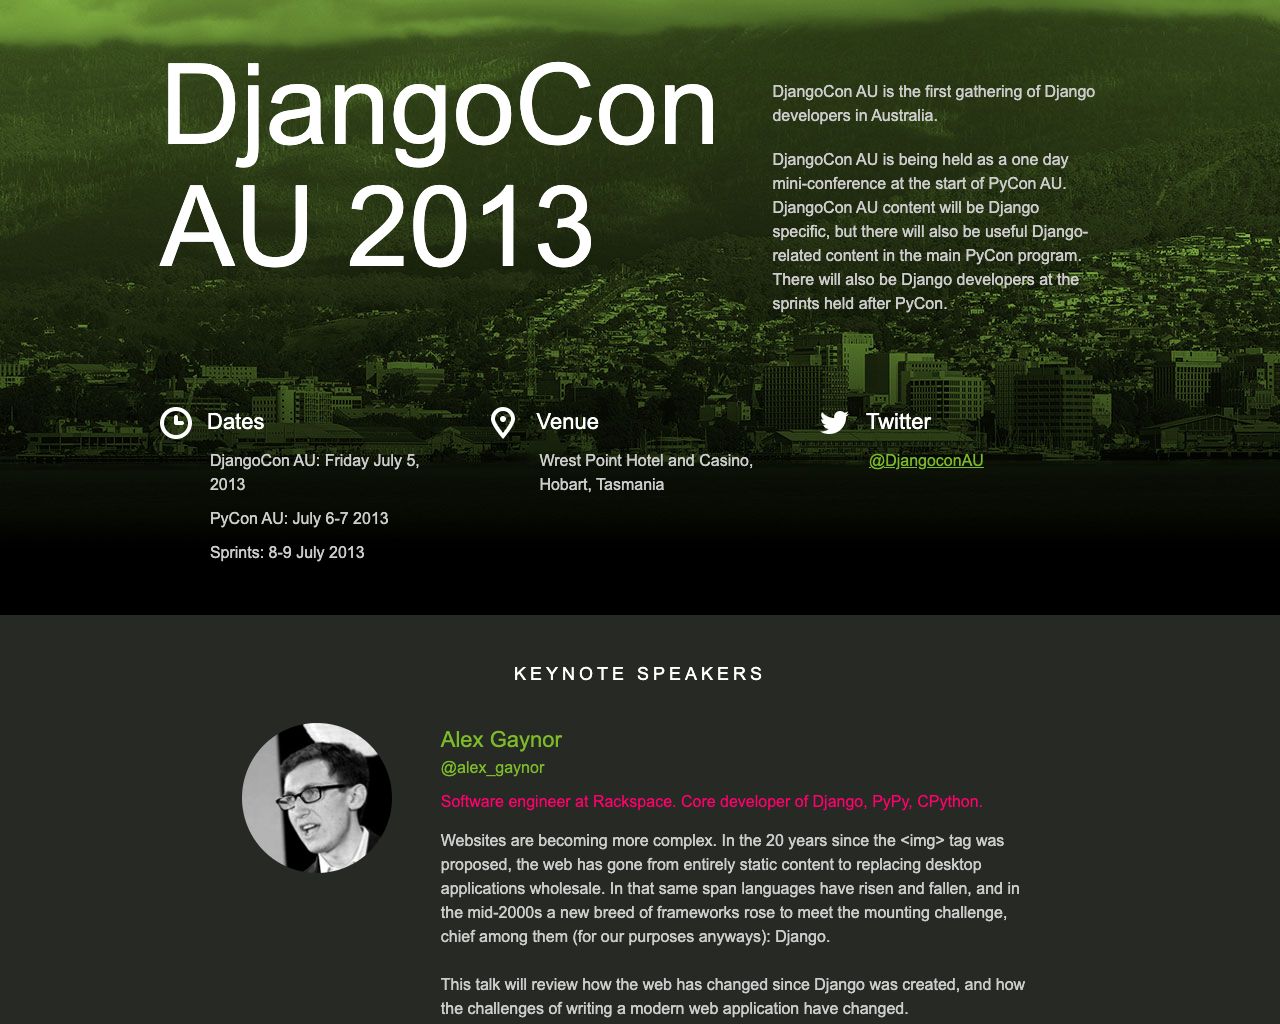 DjangoCon
AU 2013
DjangoCon AU is the first gathering of Django
developers in Australia.
DjangoCon AU is being held as a one day
mini-conference at the start of PyCon AU.
DjangoCon AU content will be Django
specific, but there will also be useful Django-
related content in the main PyCon program.
There will also be Django developers at the
sprints held after PyCon.
Dates
DjangoCon AU: Friday July 5,
2013
PyCon AU: July 6-7 2013
Sprints: 8-9 July 2013
Venue
Wrest Point Hotel and Casino,
Hobart, Tasmania
Twitter
@DjangoconAU
KEYNOTE SPEAKERS
Alex Gaynor
@alex_gaynor
Software engineer at Rackspace. Core developer of Django, PyPy, CPython.
Websites are becoming more complex. In the 20 years since the <img> tag was
proposed, the web has gone from entirely static content to replacing desktop
applications wholesale. In that same span languages have risen and fallen, and in
the mid-2000s a new breed of frameworks rose to meet the mounting challenge,
chief among them (for our purposes anyways): Django.
This talk will review how the web has changed since Django was created, and how
the challenges of writing a modern web application have changed.